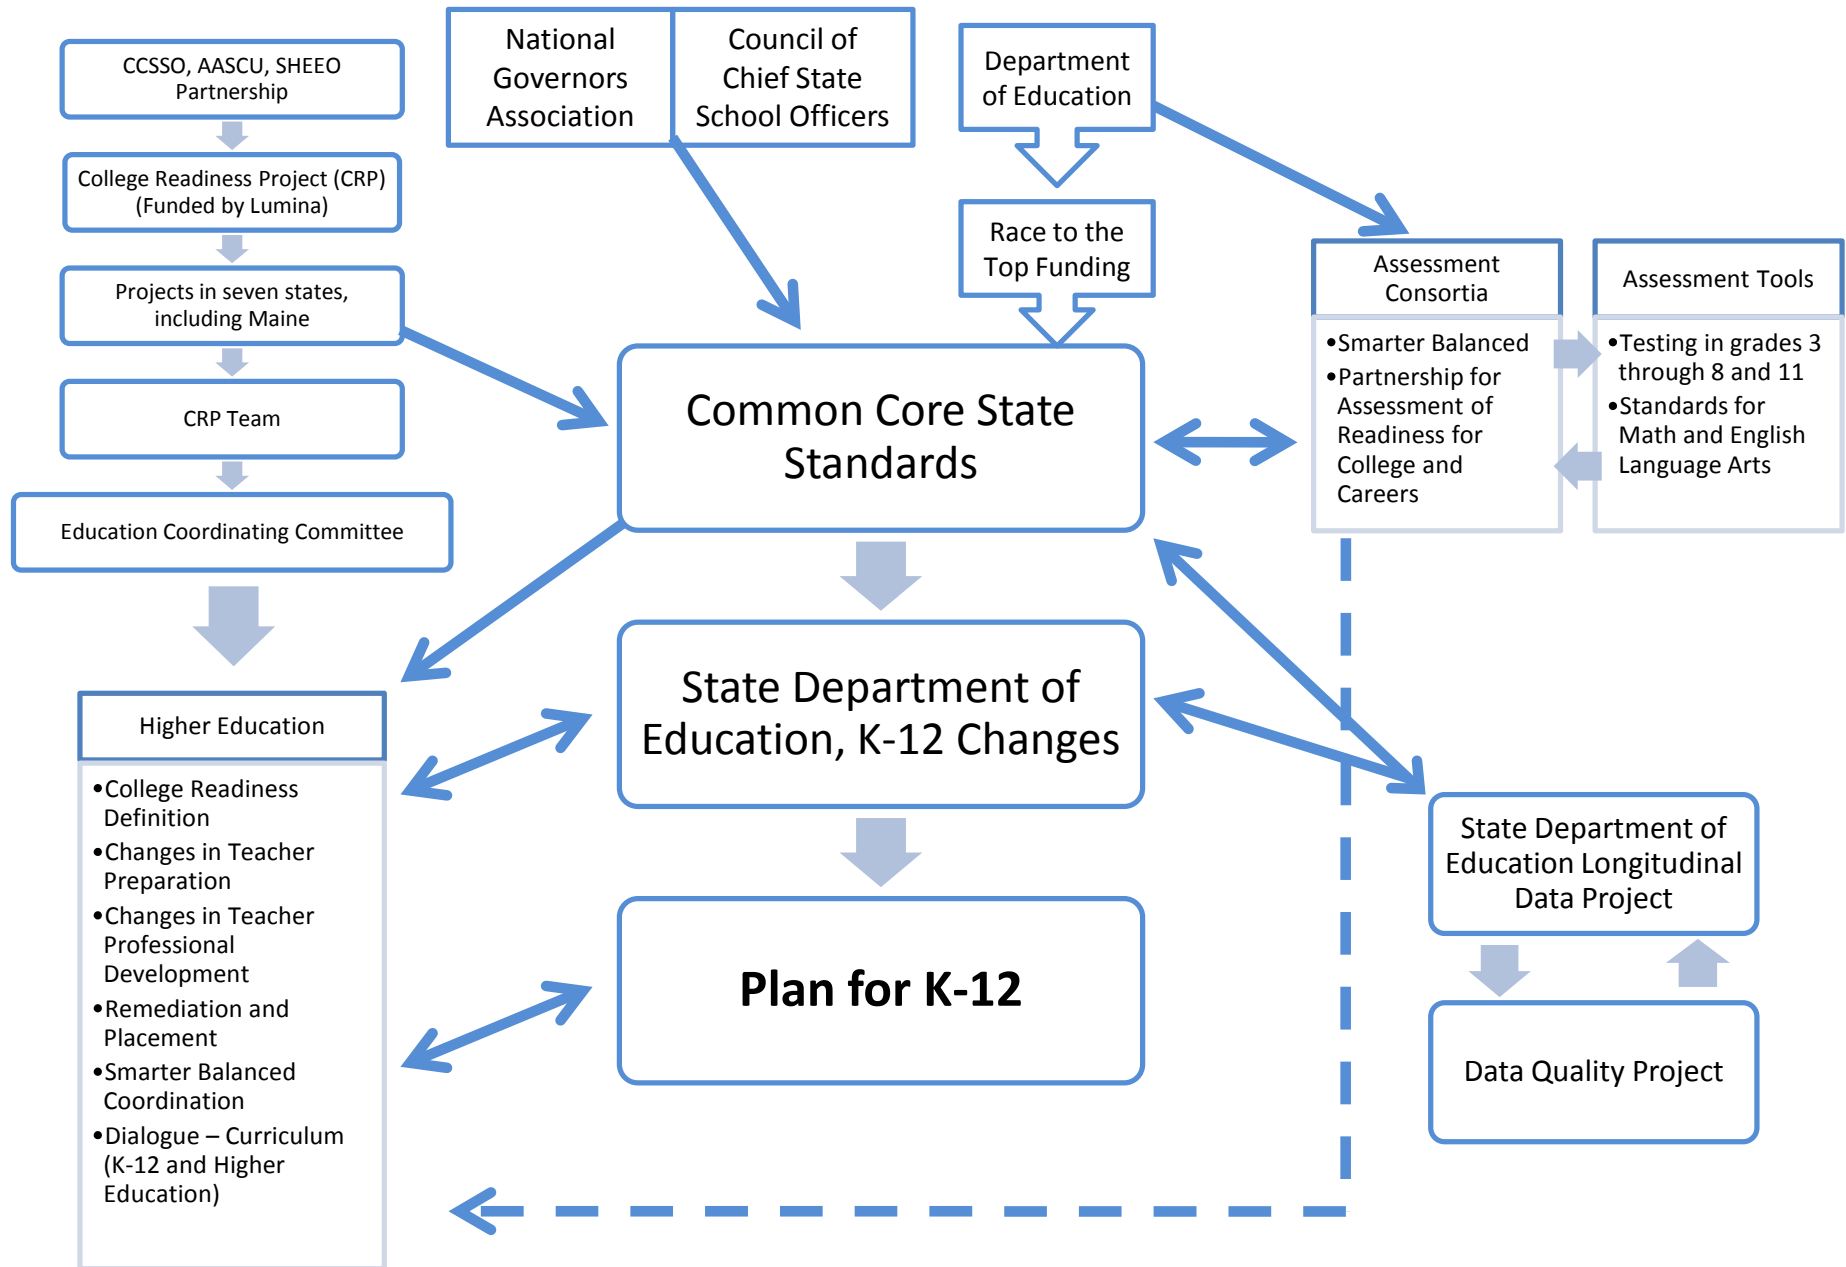 CCSSO, AASCU, SHEEO
Partnership
College Readiness Project (CRP)
(Funded by Lumina)
Projects in seven states,
including Maine
CRP Team
Education Coordinating Committee
Higher Education
•College Readiness
Definition
•Changes in Teacher
Preparation
•Changes in Teacher
Professional
Development
•Remediation and
Placement
•Smarter Balanced
Coordination
•Dialogue – Curriculum
(K-12 and Higher
Education)
National
Governors
Association
Council of
Chief State
School Officers
Department
of Education
Race to the
Top Funding
Common Core State
Standards
State Department of
Education, K-12 Changes
Plan for K-12
Assessment
Consortia
•Smarter Balanced
•Partnership for
Assessment of
Readiness for
College and
Careers
Assessment Tools
•Testing in grades 3
through 8 and 11
•Standards for
Math and English
Language Arts
State Department of
Education Longitudinal
Data Project
Data Quality Project